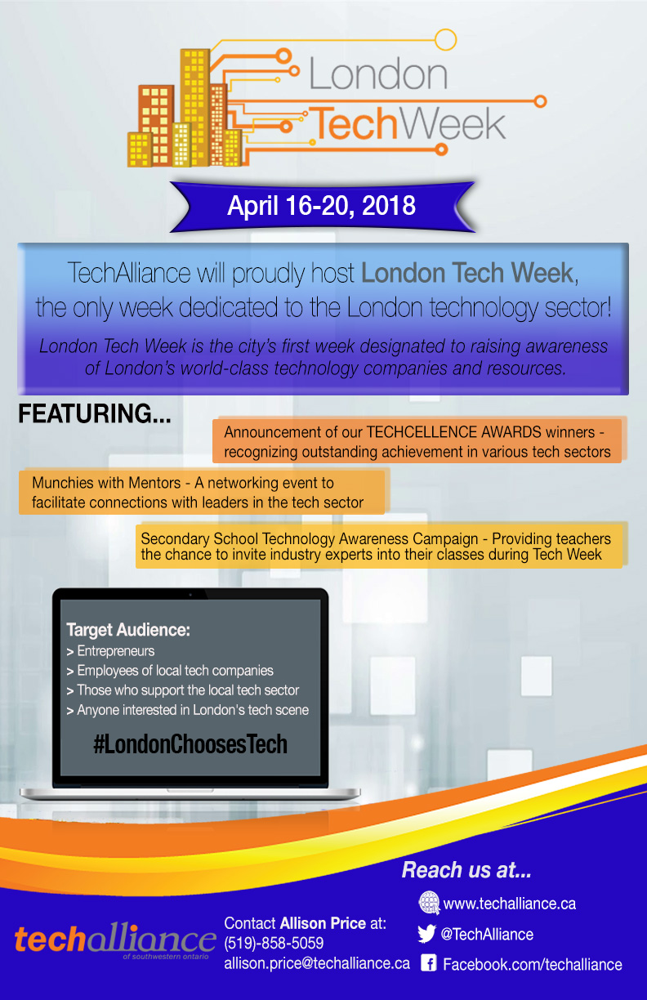 London
TechWeek
April 16-20, 2018
TechAlliance will proudly host London Tech Week,
the only week dedicated to the London technology sector!
London Tech Week is the city's first week designated to raising awareness
of London's world-class technology companies and resources.
FEATURING...
Announcement of our TECHCELLENCE AWARDS winners -
recognizing outstanding achievement in various tech sectors
Munchies with Mentors - A networking event to
facilitate connections with leaders in the tech sector
Secondary School Technology Awareness Campaign - Providing teachers
the chance to invite industry experts into their classes during Tech Week
Target Audience:
> Entrepreneurs
> Employees of local tech companies
> Those who support the local tech sector
> Anyone interested in London's tech scene
#LondonChoosesTech
Reach us at...
www.techalliance.ca
@TechAlliance
Facebook.com/techalliance
Contact Allison Price at:
(519)-858-5059
allison.price@techalliance.ca
techalliance
of southwestern ontario